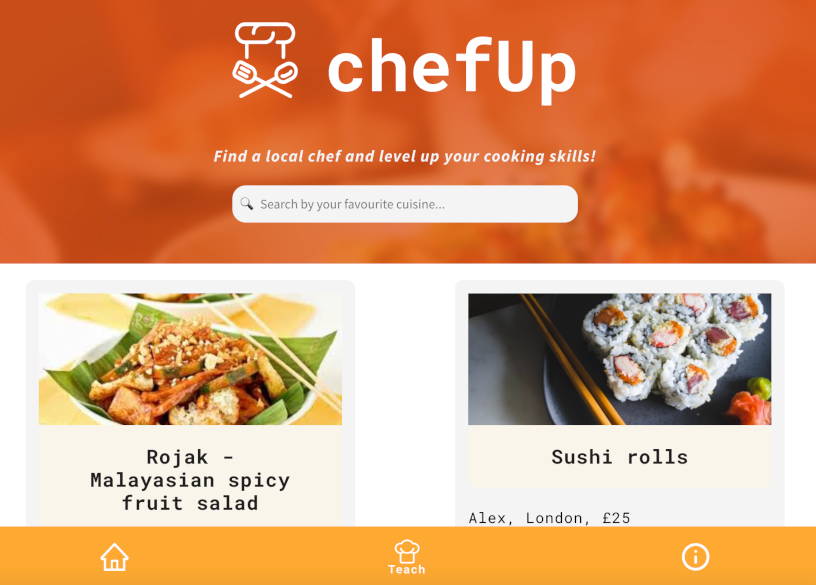 chefUp
Find a local chef and level up your cooking skills!
Search by your favourite cuisine...
Rojak -
Malayasian spicy
fruit salad
Sushi rolls
Alex, London, £25
Teach